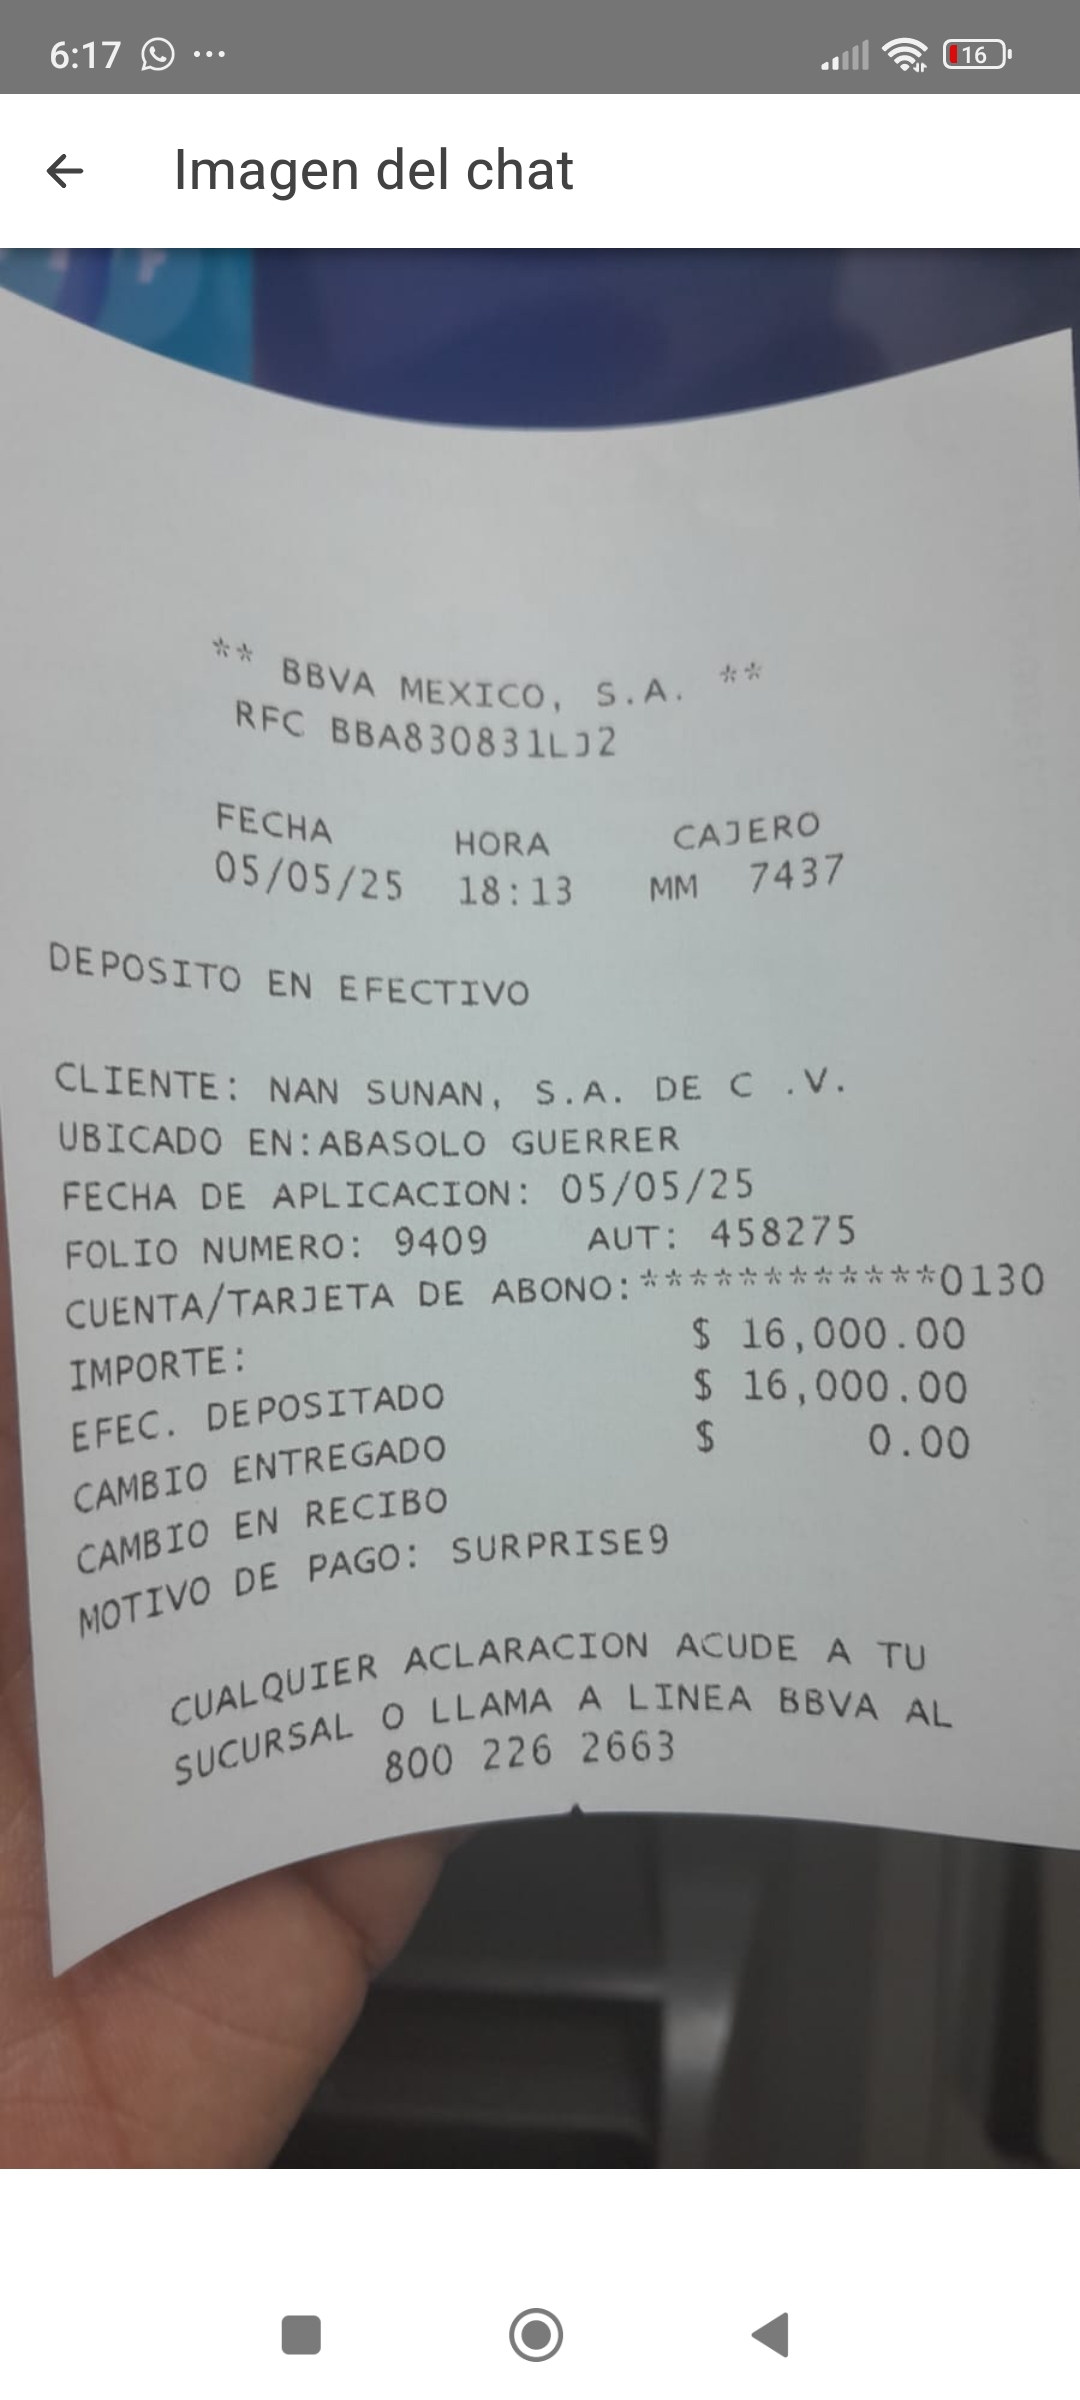 6:17 ... 16
Imagen del chat
** BBVA MEXICO, S.A. **
RFC BBA830831LJ2
FECHA HORA CAJERO
05/05/25 18:13 MM 7437
DEPOSITO EN EFECTIVO
CLIENTE: NAN SUNAN, S.A. DE C .V.
UBICADO EN:ABASOLO GUERRER
FECHA DE APLICACION: 05/05/25
FOLIO NUMERO: 9409 AUT: 458275
CUENTA/TARJETA DE ABONO:************0130
IMPORTE: $ 16,000.00
EFEC. DEPOSITADO $ 16,000.00
CAMBIO ENTREGADO $ 0.00
CAMBIO EN RECIBO
MOTIVO DE PAGO: SURPRISE9
CUALQUIER ACLARACION ACUDE A TU
SUCURSAL O LLAMA A LINEA BBVA AL
800 226 2663